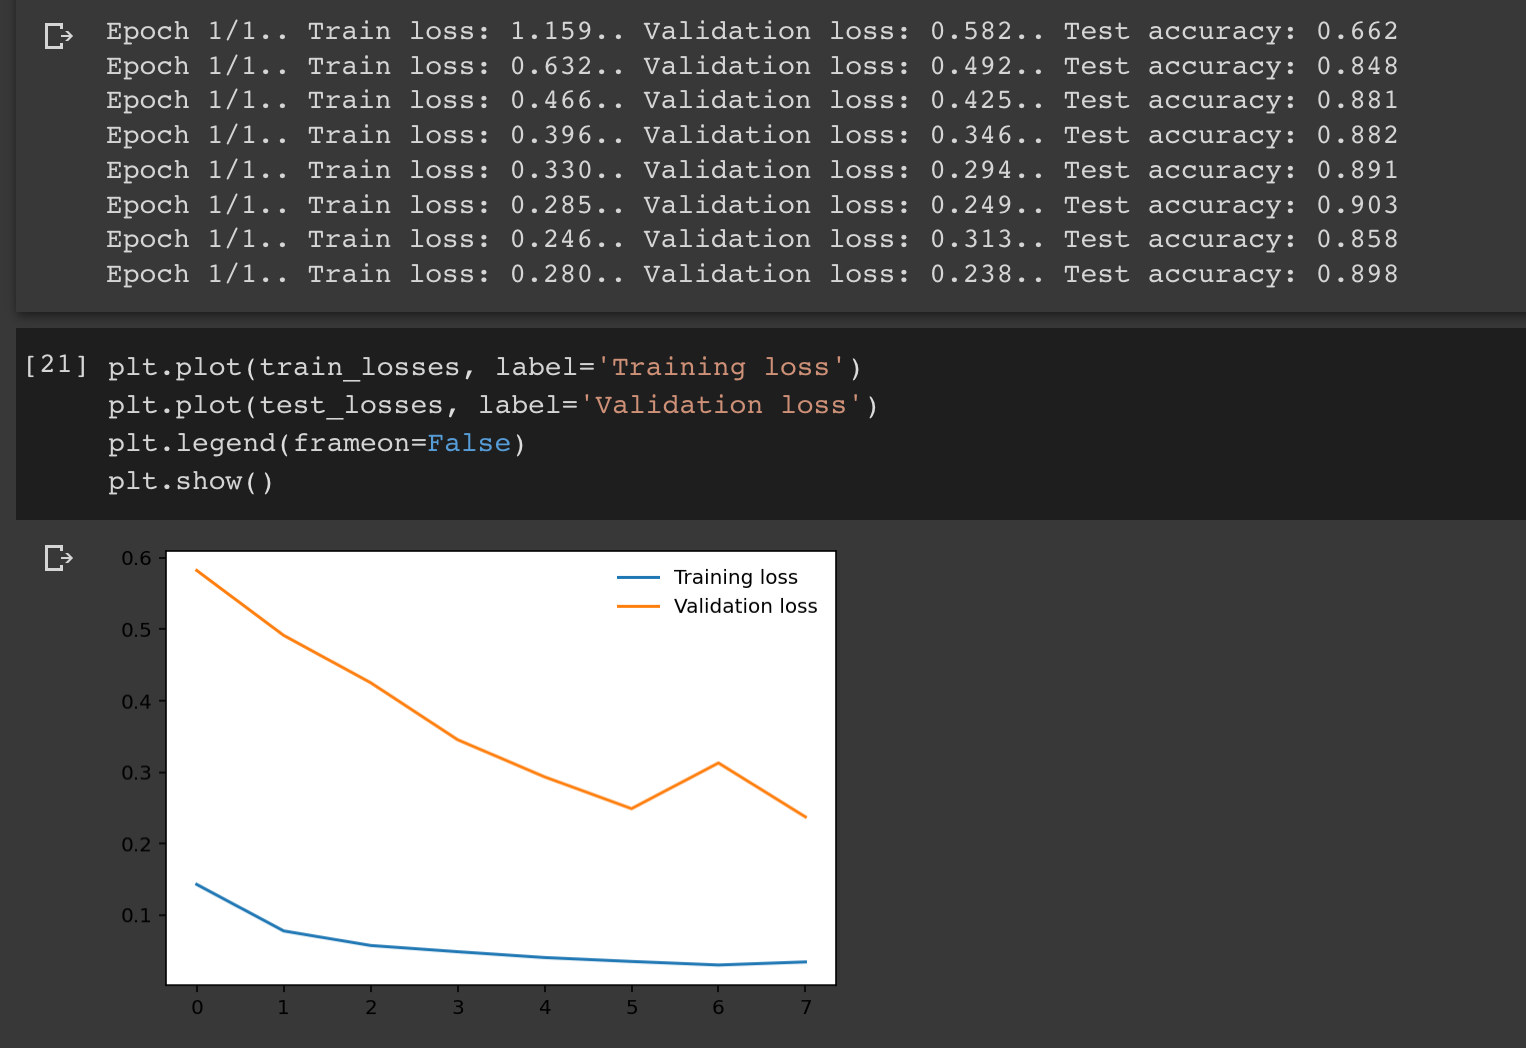 Epoch 1/1.. Train loss: 1.159.. Validation loss: 0.582.. Test accuracy: 0.662
Epoch 1/1.. Train loss: 0.632.. Validation loss: 0.492.. Test accuracy: 0.848
Epoch 1/1.. Train loss: 0.466.. Validation loss: 0.425.. Test accuracy: 0.881
Epoch 1/1.. Train loss: 0.396.. Validation loss: 0.346.. Test accuracy: 0.882
Epoch 1/1.. Train loss: 0.330.. Validation loss: 0.294.. Test accuracy: 0.891
Epoch 1/1.. Train loss: 0.285.. Validation loss: 0.249.. Test accuracy: 0.903
Epoch 1/1.. Train loss: 0.246.. Validation loss: 0.313.. Test accuracy: 0.858
Epoch 1/1.. Train loss: 0.280.. Validation loss: 0.238.. Test accuracy: 0.898
[21] plt.plot(train_losses, label='Training loss')
plt.plot(test_losses, label='Validation loss')
plt.legend(frameon=False)
plt.show()
Training loss
Validation loss
0.6
0.5
0.4
0.3
0.2
0.1
0 1 2 3 4 5 6 7